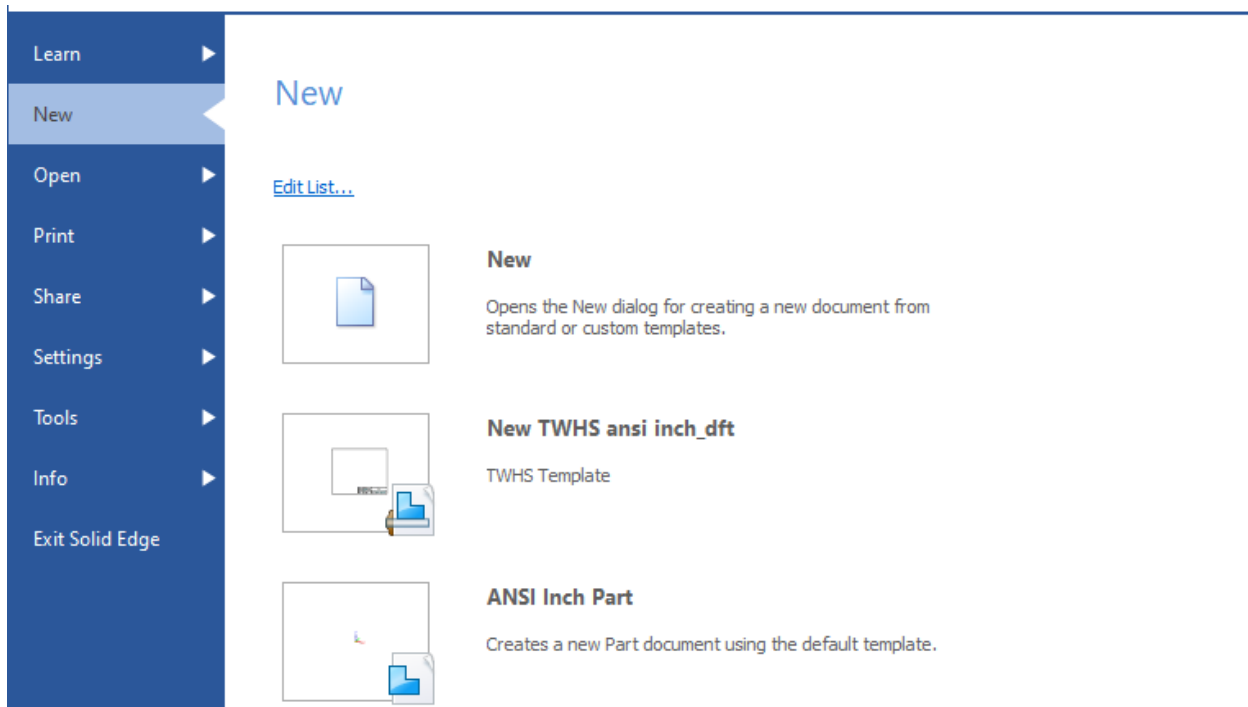 Learn
New
Open
Print
Share
Settings
Tools
Info
Exit Solid Edge
New
Edit List...
New
Opens the New dialog for creating a new document from
standard or custom templates.
New TWHS ansi inch_dft
TWHS Template
ANSI Inch Part
Creates a new Part document using the default template.